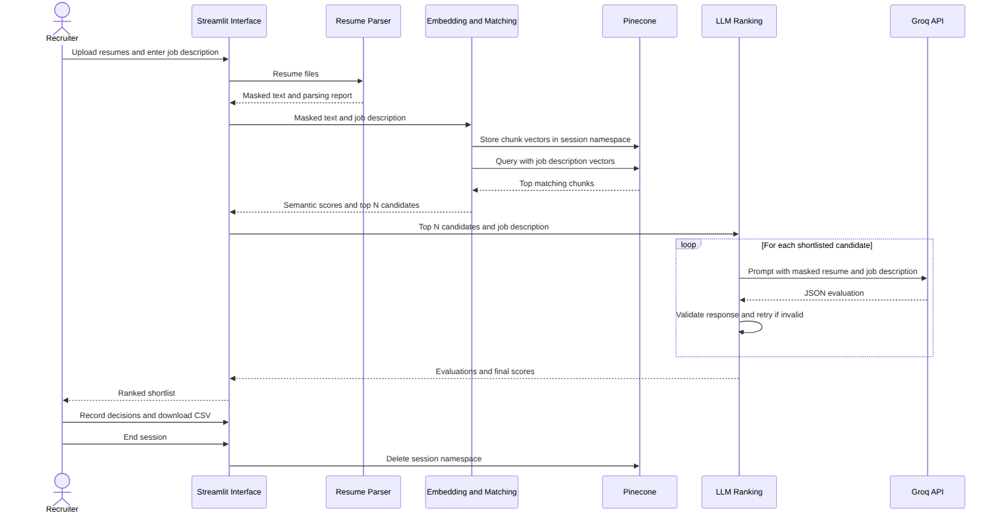 Recruiter
Streamlit Interface
Resume Parser
Embedding and Matching
Pinecone
LLM Ranking
Groq API
Upload resumes and enter job description
Resume files
Masked text and parsing report
Masked text and job description
Store chunk vectors in session namespace
Query with job description vectors
Top matching chunks
Semantic scores and top N candidates
Top N candidates and job description
loop
[For each shortlisted candidate]
Prompt with masked resume and job description
JSON evaluation
Validate response and retry if invalid
Evaluations and final scores
Ranked shortlist
Record decisions and download CSV
End session
Delete session namespace
Recruiter
Streamlit Interface
Resume Parser
Embedding and Matching
Pinecone
LLM Ranking
Groq API